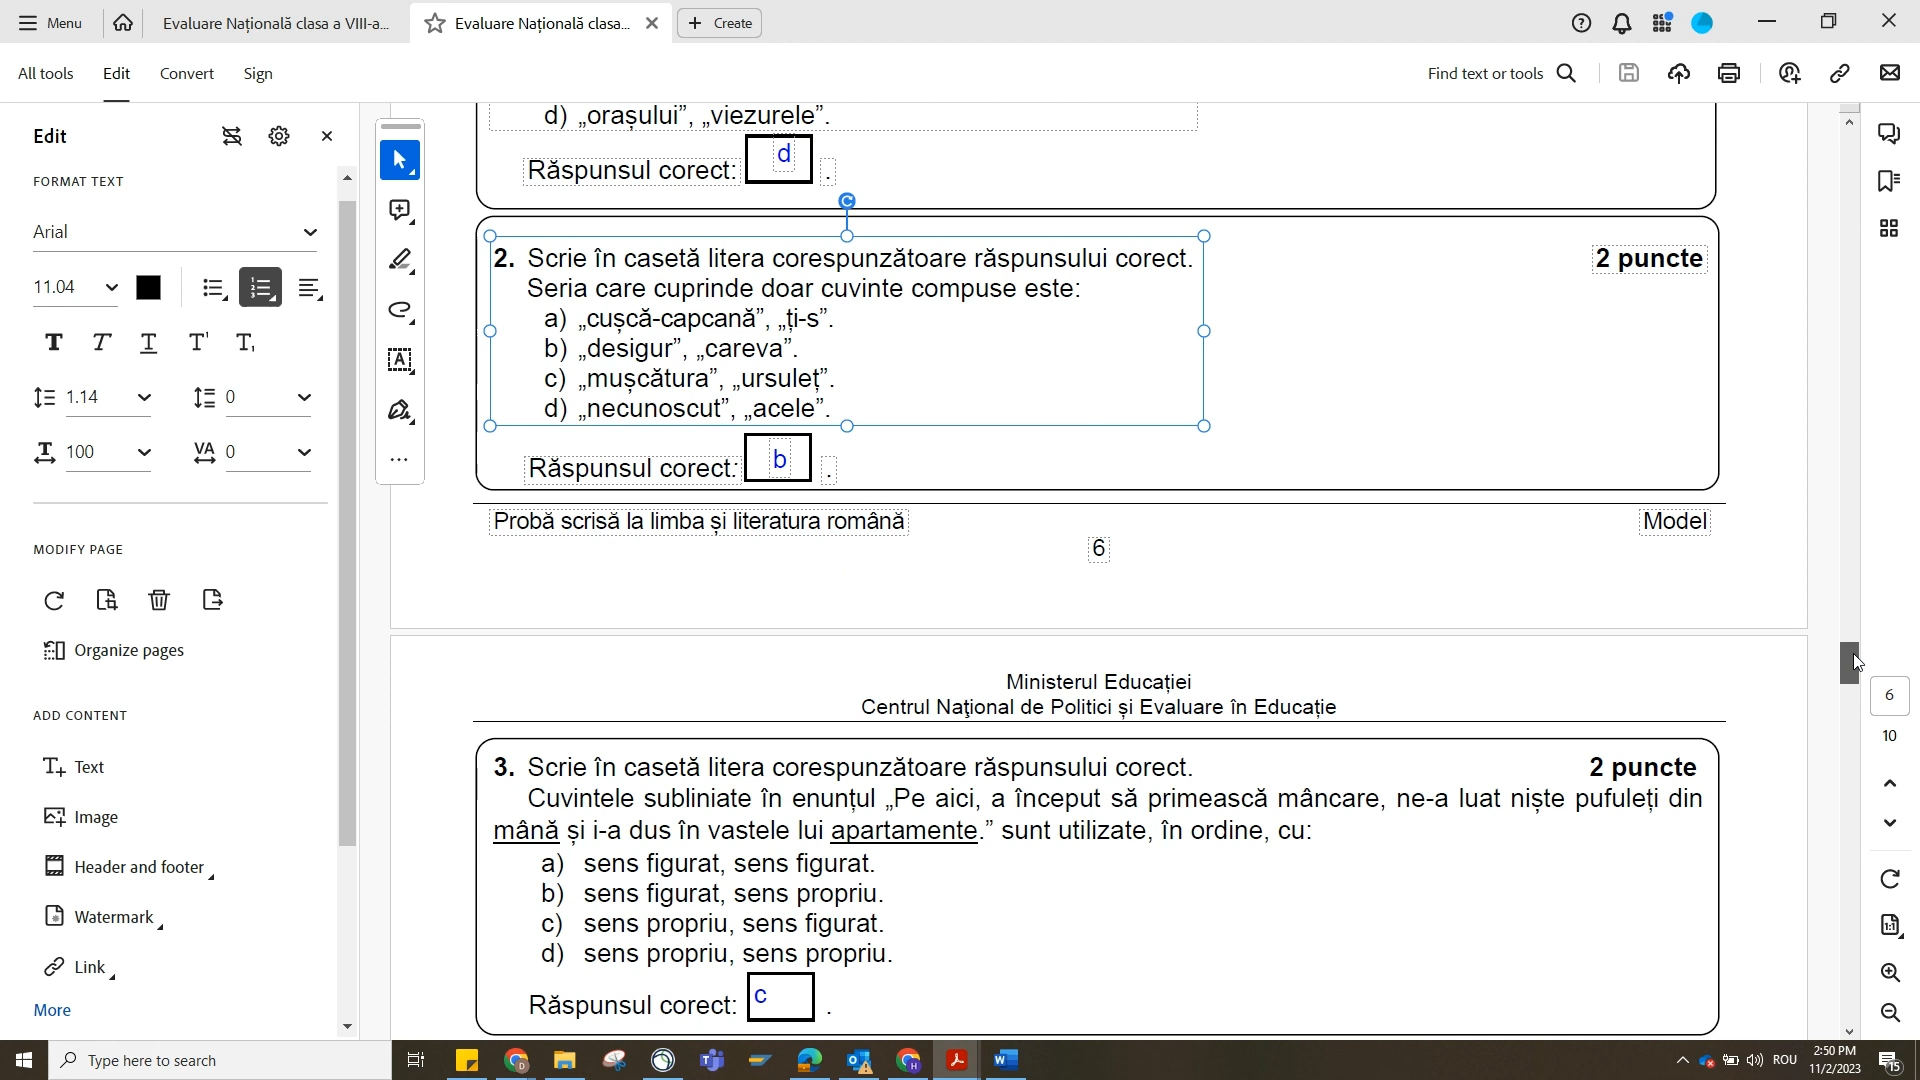 Menu
Evaluare Națională clasa a VIII-a...
Evaluare Națională clasa...
Create
All tools
Edit
Convert
Sign
Find text or tools
Edit
FORMAT TEXT
Arial
11.04
1.14
0
100
0
MODIFY PAGE
Organize pages
ADD CONTENT
Text
Image
Header and footer
Watermark
Link
More
d) „orașului”, „viezurele”.
Răspunsul corect: d .
2. Scrie în casetă litera corespunzătoare răspunsului corect. 2 puncte
Seria care cuprinde doar cuvinte compuse este:
a) „cușcă-capcană”, „ți-s”.
b) „desigur”, „careva”.
c) „mușcătura”, „ursuleț”.
d) „necunoscut”, „acele”.
Răspunsul corect: b .
Probă scrisă la limba și literatura română Model
6
Ministerul Educației
Centrul Naţional de Politici și Evaluare în Educație
3. Scrie în casetă litera corespunzătoare răspunsului corect. 2 puncte
Cuvintele subliniate în enunțul „Pe aici, a început să primească mâncare, ne-a luat niște pufuleți din
mână și i-a dus în vastele lui apartamente.” sunt utilizate, în ordine, cu:
a) sens figurat, sens figurat.
b) sens figurat, sens propriu.
c) sens propriu, sens figurat.
d) sens propriu, sens propriu.
Răspunsul corect: c .
6
10
Type here to search
ROU
2:50 PM
11/2/2023
15